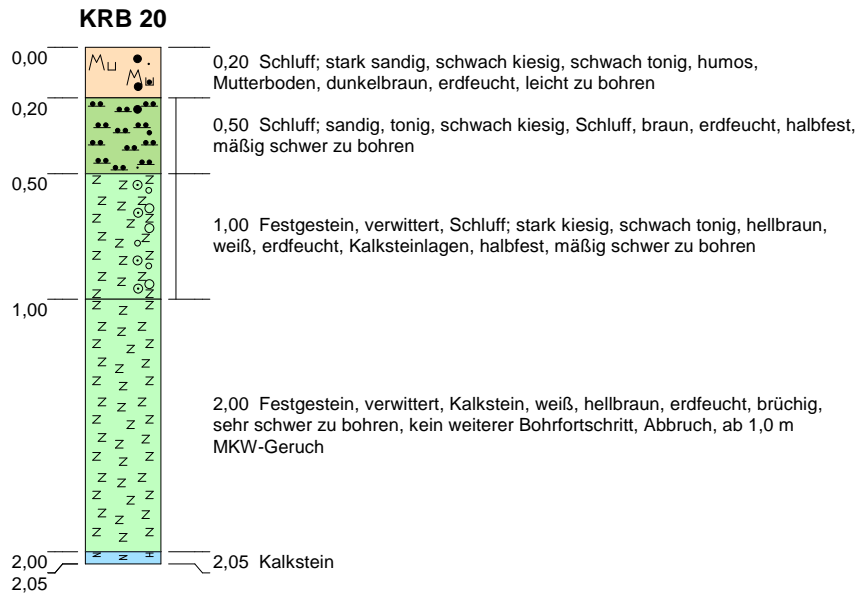 KRB 20
0,00
0,20 Schluff; stark sandig, schwach kiesig, schwach tonig, humos,
Mutterboden, dunkelbraun, erdfeucht, leicht zu bohren
0,20
0,50 Schluff; sandig, tonig, schwach kiesig, Schluff, braun, erdfeucht, halbfest,
mäßig schwer zu bohren
0,50
1,00 Festgestein, verwittert, Schluff; stark kiesig, schwach tonig, hellbraun,
weiß, erdfeucht, Kalksteinlagen, halbfest, mäßig schwer zu bohren
1,00
2,00 Festgestein, verwittert, Kalkstein, weiß, hellbraun, erdfeucht, brüchig,
sehr schwer zu bohren, kein weiterer Bohrfortschritt, Abbruch, ab 1,0 m
MKW-Geruch
2,00
2,05 Kalkstein
2,05